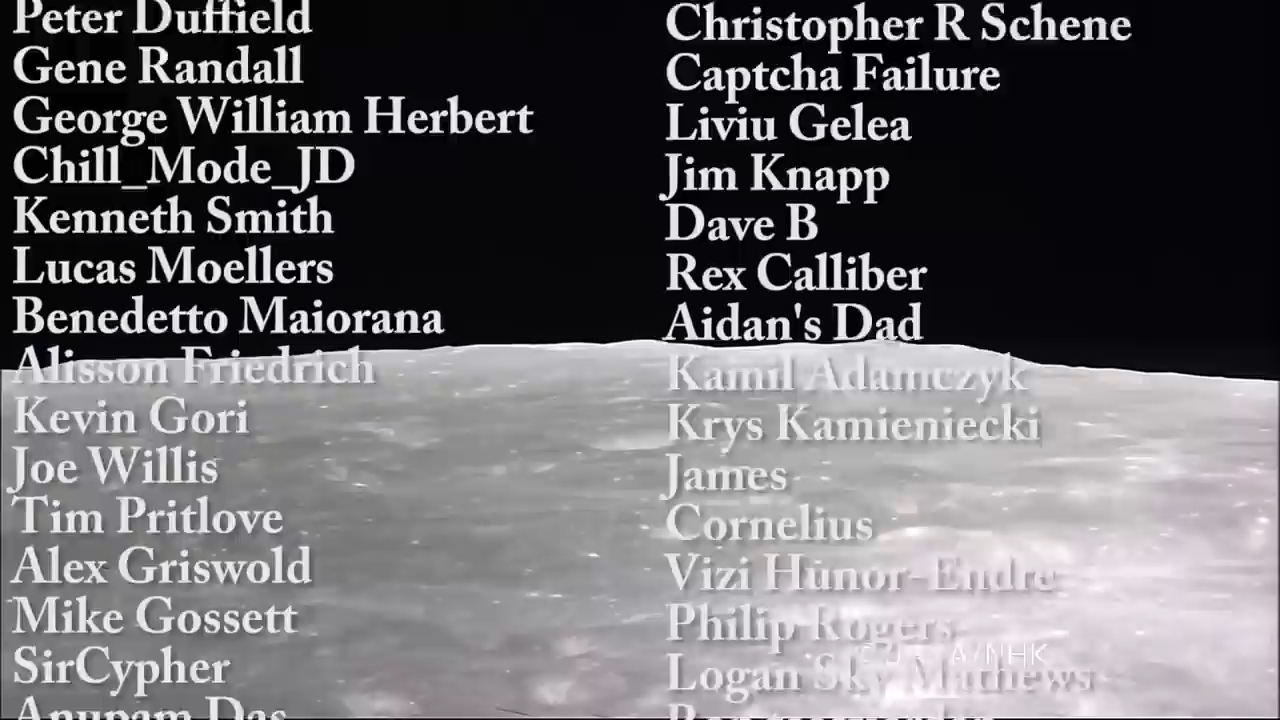 Peter Duffield
Gene Randall
George William Herbert
Chill_Mode_JD
Kenneth Smith
Lucas Moellers
Benedetto Maiorana
Alisson Friedrich
Kevin Gori
Joe Willis
Tim Pritlove
Alex Griswold
Mike Gossett
SirCypher
Anupam Das
Christopher R Schene
Captcha Failure
Liviu Gelea
Jim Knapp
Dave B
Rex Calliber
Aidan's Dad
Kamil Adamczyk
Krys Kamieniecki
James
Cornelius
Vizi Hunor-Endre
Philip Rogers
/NHK
Logan Sky Mathews